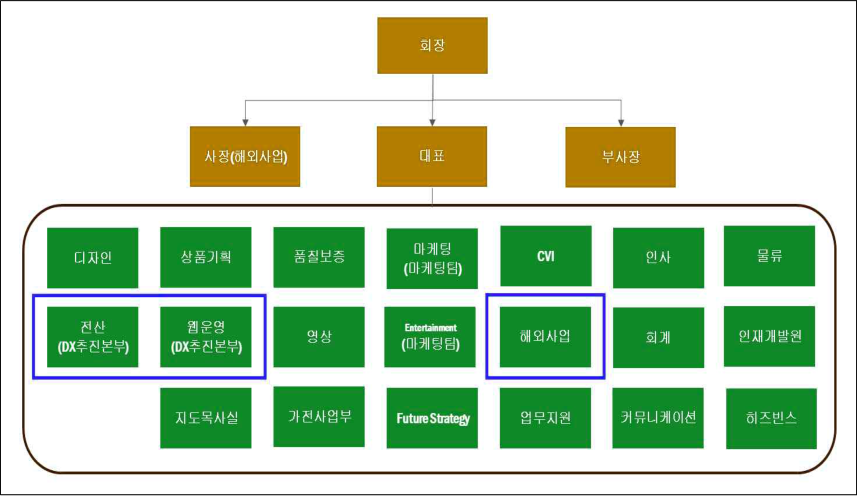 회장
사장(해외사업)
대표
부사장
디자인
상품기획
품질보증
마케팅
(마케팅팀)
CVI
인사
물류
전산
(DX추진본부)
웹운영
(DX추진본부)
영상
Entertainment
(마케팅팀)
해외사업
회계
인재개발원
지도목사실
가전사업부
Future Strategy
업무지원
커뮤니케이션
히즈빈스